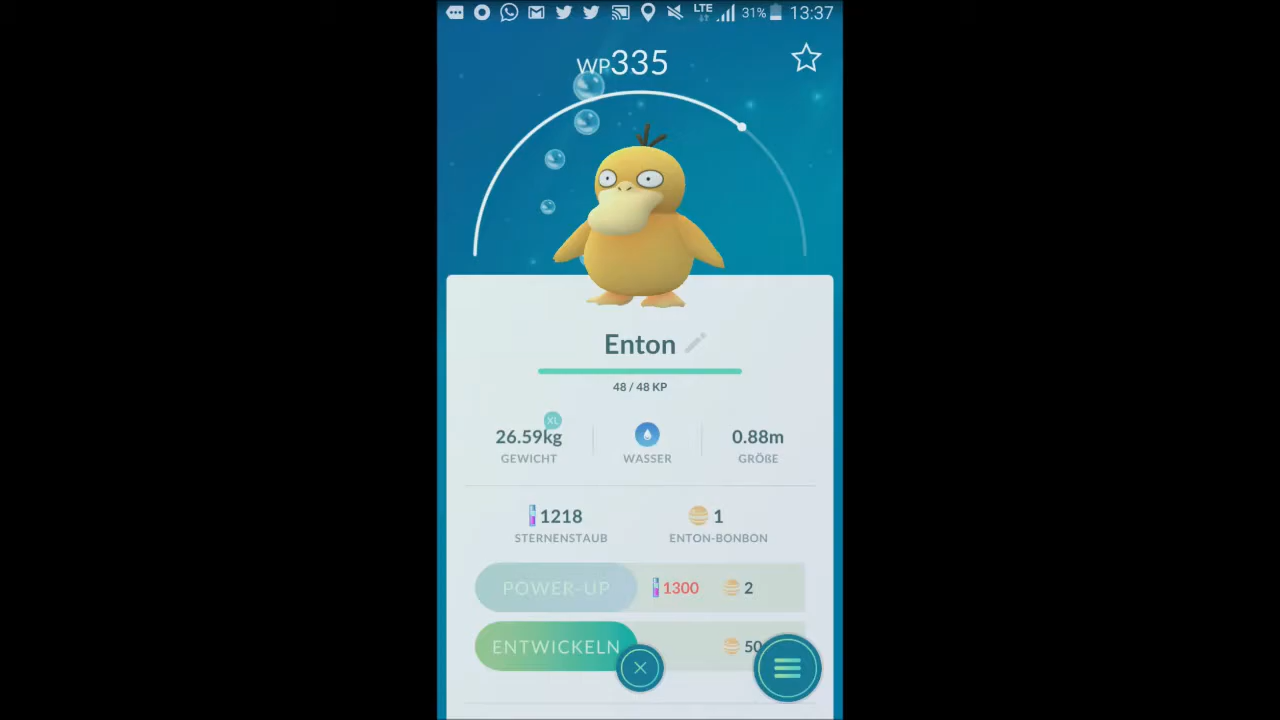 LTE 31% 13:37
WP335
Enton
48 / 48 KP
XL
26.59kg 0.88m
GEWICHT WASSER GRÖßE
1218 1
STERNENSTAUB ENTON-BONBON
POWER-UP 1300 2
ENTWICKELN 50